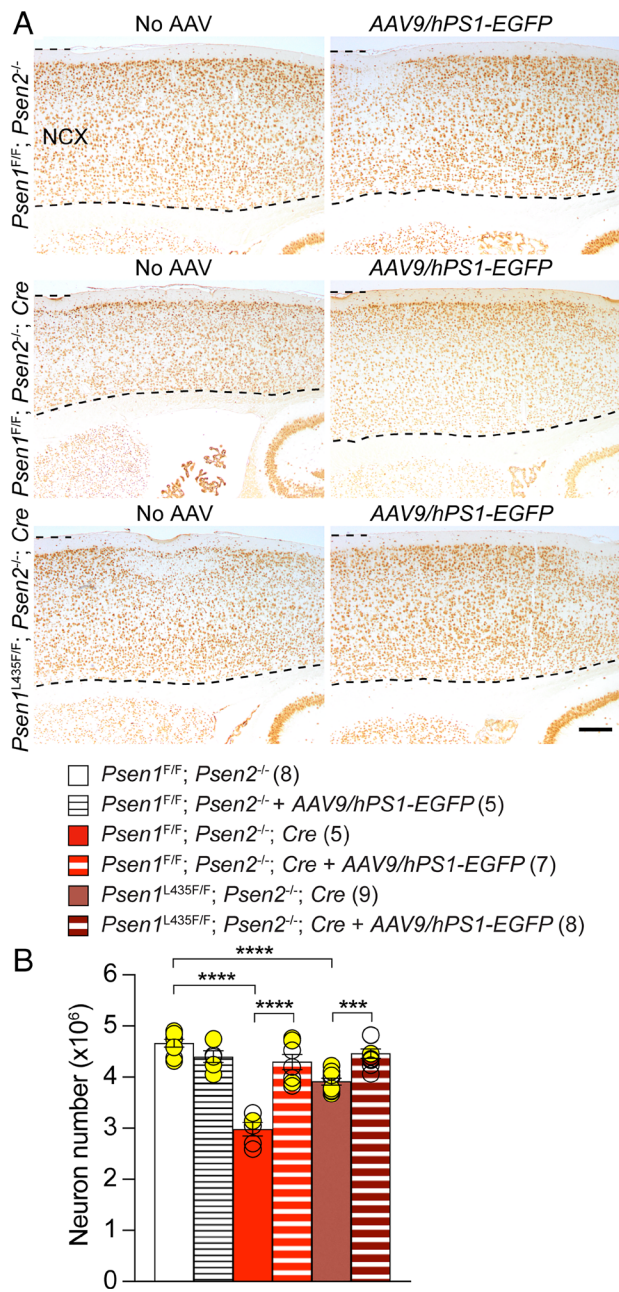 A
No AAV
AAV9/hPS1-EGFP
Psen1F/F; Psen2-/-
NCX
No AAV
AAV9/hPS1-EGFP
Psen1F/F; Psen2-/-; Cre
No AAV
AAV9/hPS1-EGFP
Psen1L435F/F; Psen2-/-; Cre
Psen1F/F; Psen2-/- (8)
Psen1F/F; Psen2-/- + AAV9/hPS1-EGFP (5)
Psen1F/F; Psen2-/-; Cre (5)
Psen1F/F; Psen2-/-; Cre + AAV9/hPS1-EGFP (7)
Psen1L435F/F; Psen2-/-; Cre (9)
Psen1L435F/F; Psen2-/-; Cre + AAV9/hPS1-EGFP (8)
B
Neuron number (x10⁶)
6
5
4
3
2
1
0
****
****
****
***